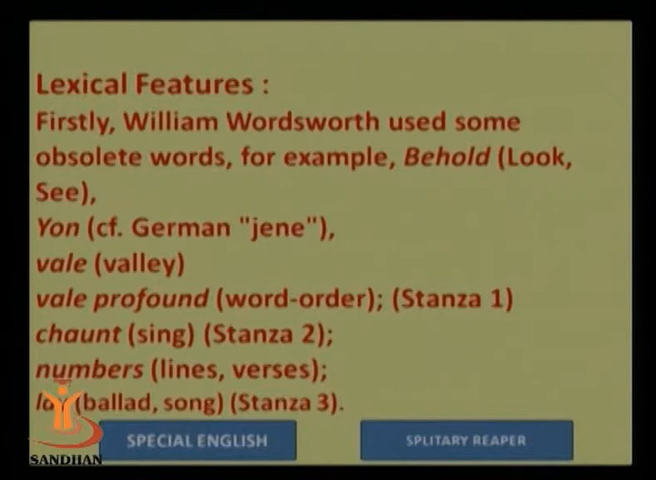 Lexical Features :
Firstly, William Wordsworth used some
obsolete words, for example, Behold (Look,
See),
Yon (cf. German "jene"),
vale (valley)
vale profound (word-order); (Stanza 1)
chaunt (sing) (Stanza 2);
numbers (lines, verses);
(ballad, song) (Stanza 3).
SPECIAL ENGLISH
SPLITARY REAPER
SANDHAN